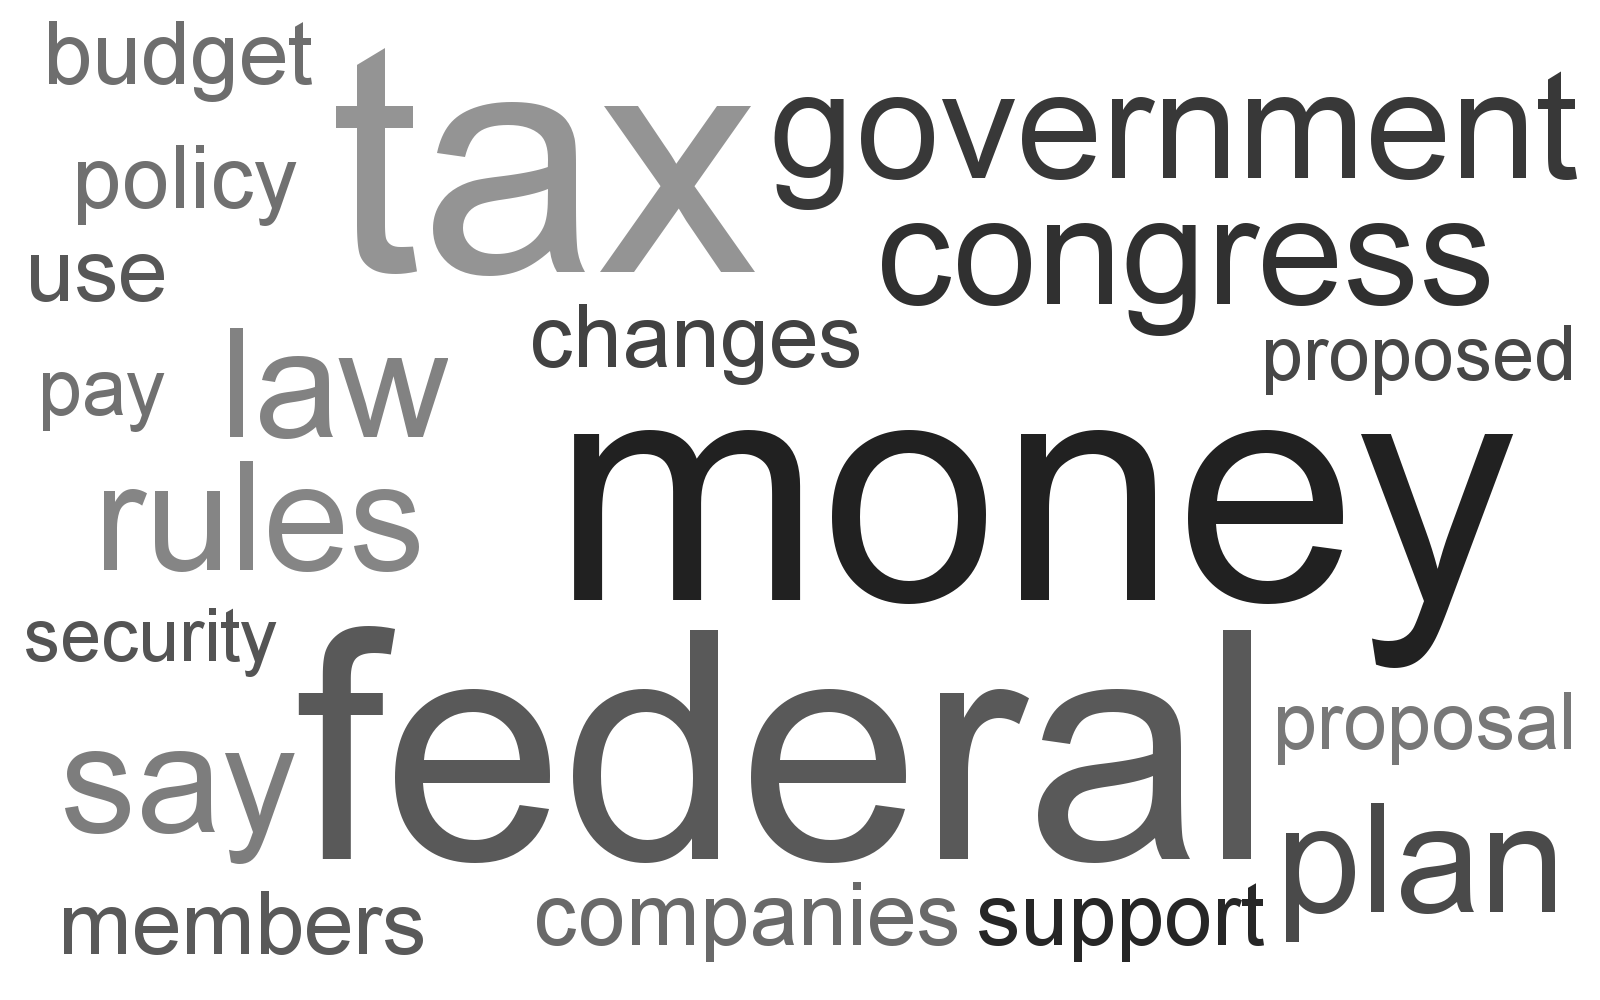 budget
tax
government
policy
congress
use
changes
proposed
law
pay
money
rules
security
federal
proposal
say
plan
members
companies
support